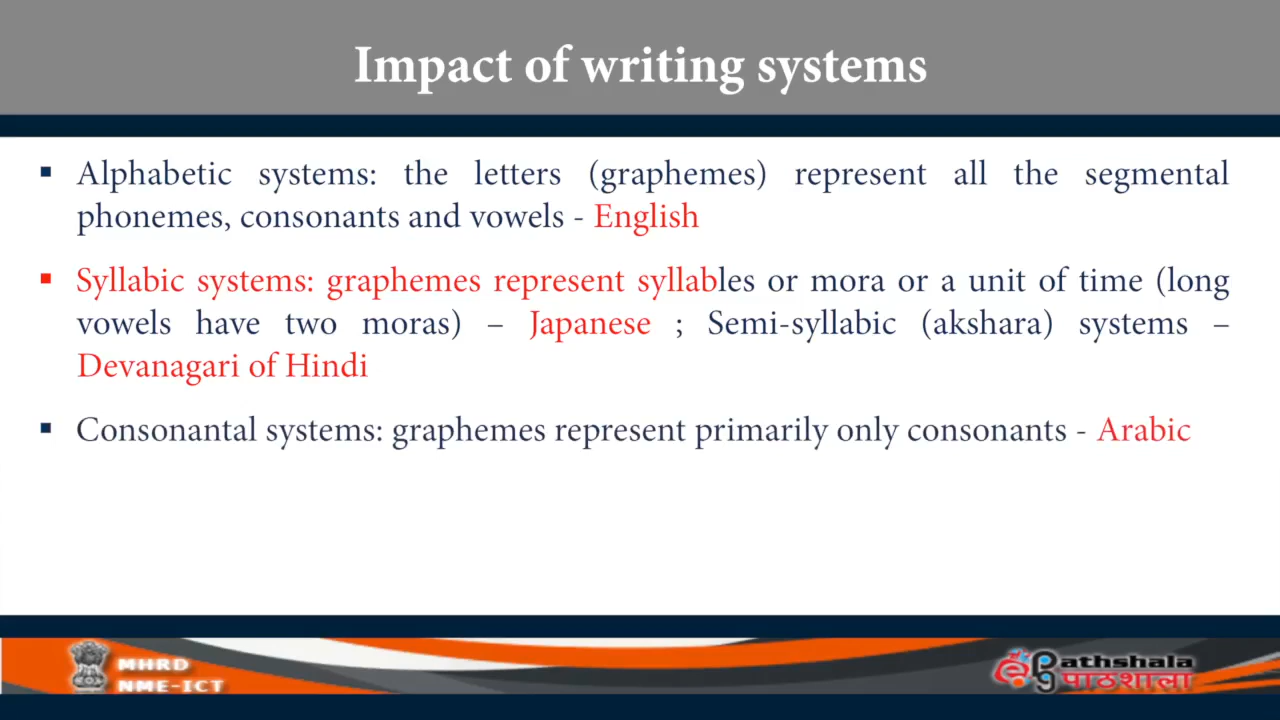 Impact of writing systems
▪ Alphabetic systems: the letters (graphemes) represent all the segmental
phonemes, consonants and vowels - English
▪ Syllabic systems: graphemes represent syllables or mora or a unit of time (long
vowels have two moras) – Japanese ; Semi-syllabic (akshara) systems –
Devanagari of Hindi
▪ Consonantal systems: graphemes represent primarily only consonants - Arabic
MHRD
NME-ICT
epathshala
पाठशाला